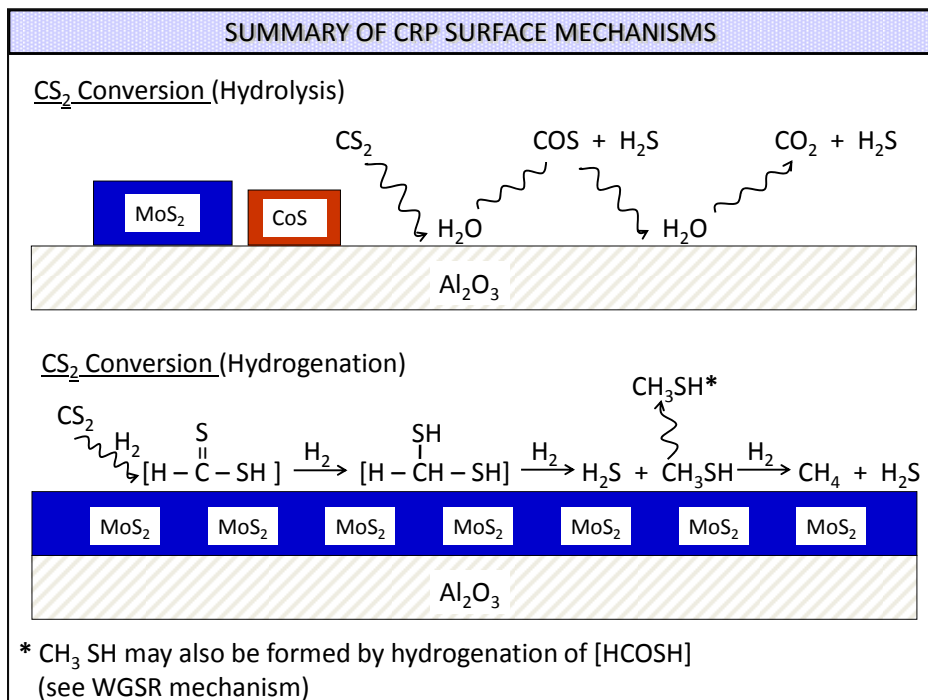 SUMMARY OF CRP SURFACE MECHANISMS
CS₂ Conversion (Hydrolysis)
CS₂ COS + H₂S CO₂ + H₂S
MoS₂ CoS H₂O H₂O
Al₂O₃
CS₂ Conversion (Hydrogenation)
CH₃SH*
CS₂ H₂ S SH
[H – C – SH ] H₂ [H – CH – SH] H₂ H₂S + CH₃SH H₂ CH₄ + H₂S
MoS₂ MoS₂ MoS₂ MoS₂ MoS₂ MoS₂ MoS₂
Al₂O₃
* CH₃ SH may also be formed by hydrogenation of [HCOSH]
(see WGSR mechanism)